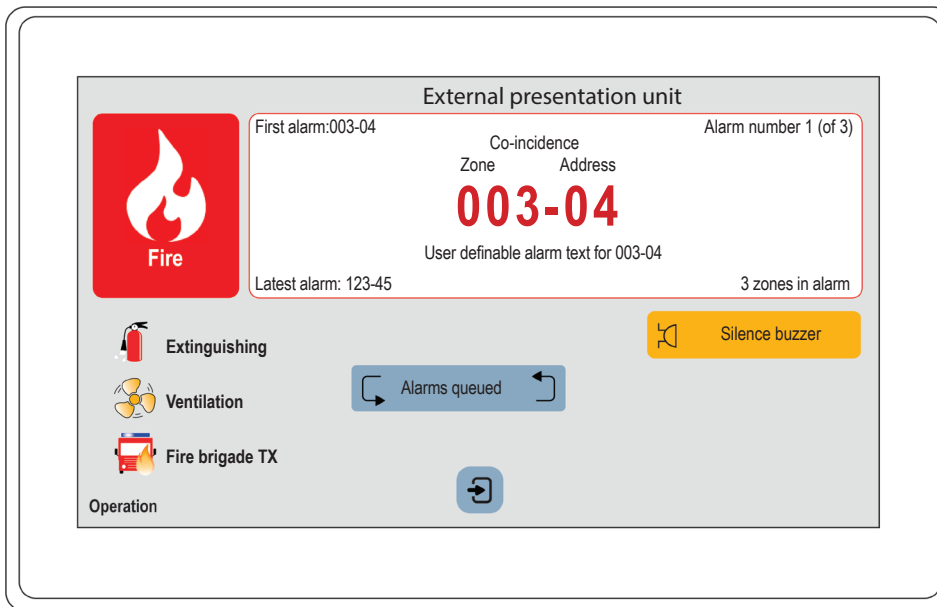 External presentation unit
First alarm:003-04
Alarm number 1 (of 3)
Co-incidence
Zone Address
003-04
Fire
User definable alarm text for 003-04
Latest alarm: 123-45
3 zones in alarm
Silence buzzer
Extinguishing
Alarms queued
Ventilation
Fire brigade TX
Operation